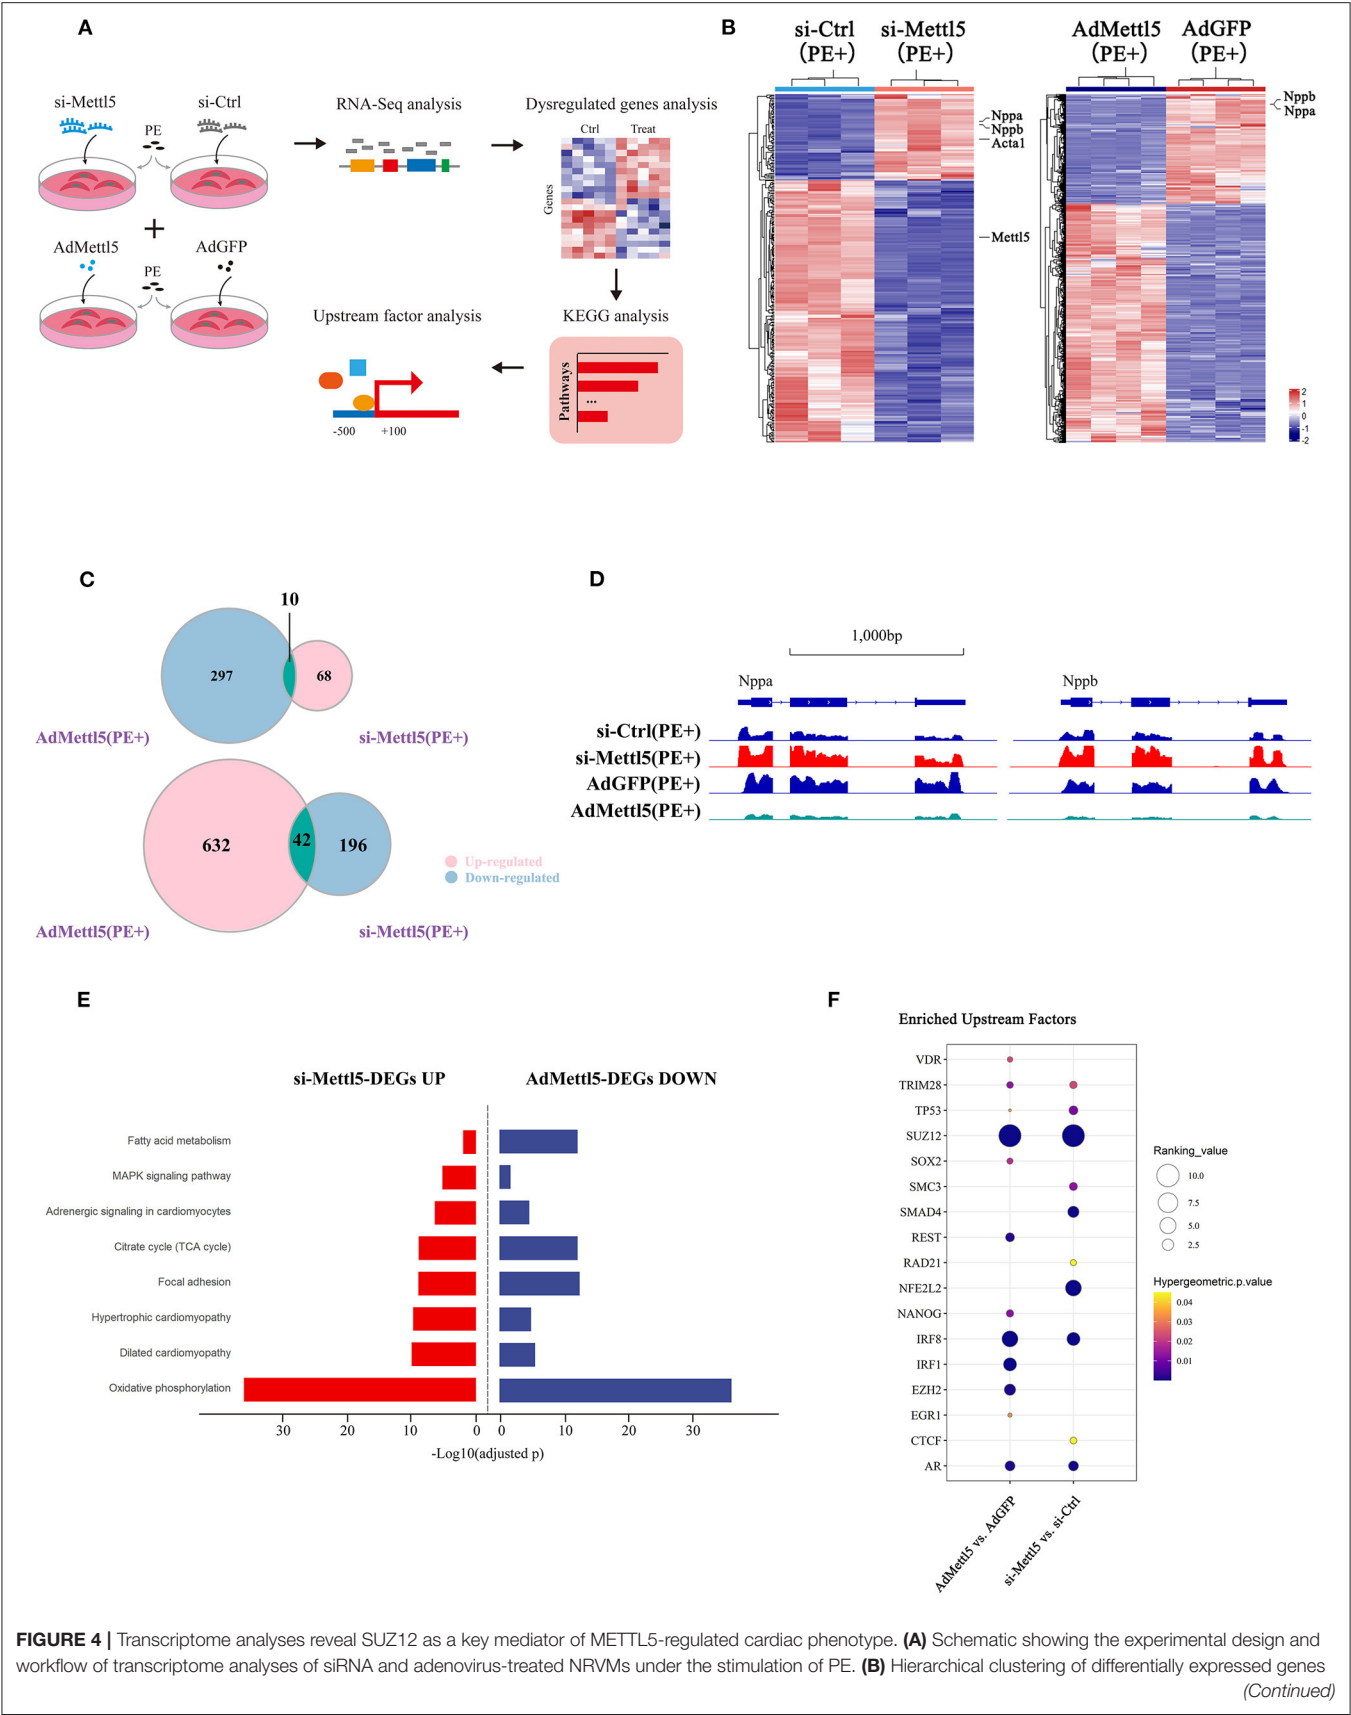 A
si-Mettl5
si-Ctrl
PE
AdMettl5
AdGFP
PE
RNA-Seq analysis
Dysregulated genes analysis
Ctrl
Treat
Genes
Upstream factor analysis
KEGG analysis
-500
+100
Pathways
...
B
si-Ctrl
(PE+)
si-Mettl5
(PE+)
Nppa
Nppb
Acta1
Mettl5
AdMettl5
(PE+)
AdGFP
(PE+)
Nppb
Nppa
2
1
0
-1
-2
C
10
297
68
AdMettl5(PE+)
si-Mettl5(PE+)
632
42
196
Up-regulated
Down-regulated
AdMettl5(PE+)
si-Mettl5(PE+)
D
1,000bp
Nppa
Nppb
si-Ctrl(PE+)
si-Mettl5(PE+)
AdGFP(PE+)
AdMettl5(PE+)
E
si-Mettl5-DEGs UP
AdMettl5-DEGs DOWN
Fatty acid metabolism
MAPK signaling pathway
Adrenergic signaling in cardiomyocytes
Citrate cycle (TCA cycle)
Focal adhesion
Hypertrophic cardiomyopathy
Dilated cardiomyopathy
Oxidative phosphorylation
30 20 10 0 0 10 20 30
-Log10(adjusted p)
F
Enriched Upstream Factors
VDR
TRIM28
TP53
SUZ12
SOX2
SMC3
SMAD4
REST
RAD21
NFE2L2
NANOG
IRF8
IRF1
EZH2
EGR1
CTCF
AR
AdMettl5 vs. AdGFP
si-Mettl5 vs. si-Ctrl
Ranking_value
10.0
7.5
5.0
2.5
Hypergeometric.p.value
0.04
0.03
0.02
0.01
FIGURE 4 | Transcriptome analyses reveal SUZ12 as a key mediator of METTL5-regulated cardiac phenotype. (A) Schematic showing the experimental design and
workflow of transcriptome analyses of siRNA and adenovirus-treated NRVMs under the stimulation of PE. (B) Hierarchical clustering of differentially expressed genes
(Continued)